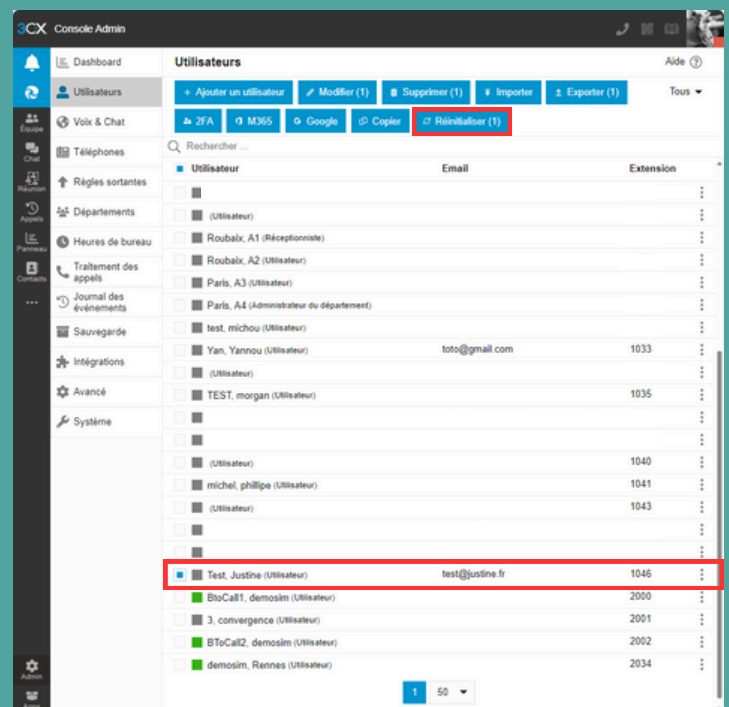 3CX Console Admin
Dashboard
Utilisateurs
Voix & Chat
Téléphones
Règles sortantes
Départements
Heures de bureau
Traitement des
appels
Journal des
événements
Sauvegarde
Intégrations
Avancé
Système
Équipe
Chat
Réunion
Appels
Panneau
Contacts
Admin
Utilisateurs Aide
+ Ajouter un utilisateur Modifier (1) Supprimer (1) Importer Exporter (1) Tous
2FA M365 Google Copier Réinitialiser (1)
Rechercher ...
Utilisateur Email Extension
(Utilisateur)
Roubaix, A1 (Réceptionniste)
Roubaix, A2 (Utilisateur)
Paris, A3 (Utilisateur)
Paris, A4 (Administrateur du département)
test, michou (Utilisateur)
Yan, Yannou (Utilisateur) toto@gmail.com 1033
(Utilisateur)
TEST, morgan (Utilisateur) 1035
(Utilisateur) 1040
michel, phillipe (Utilisateur) 1041
(Utilisateur) 1043
Test, Justine (Utilisateur) test@justine.fr 1046
BtoCall1, demosim (Utilisateur) 2000
3, convergence (Utilisateur) 2001
BToCall2, demosim (Utilisateur) 2002
demosim, Rennes (Utilisateur) 2034
1 50